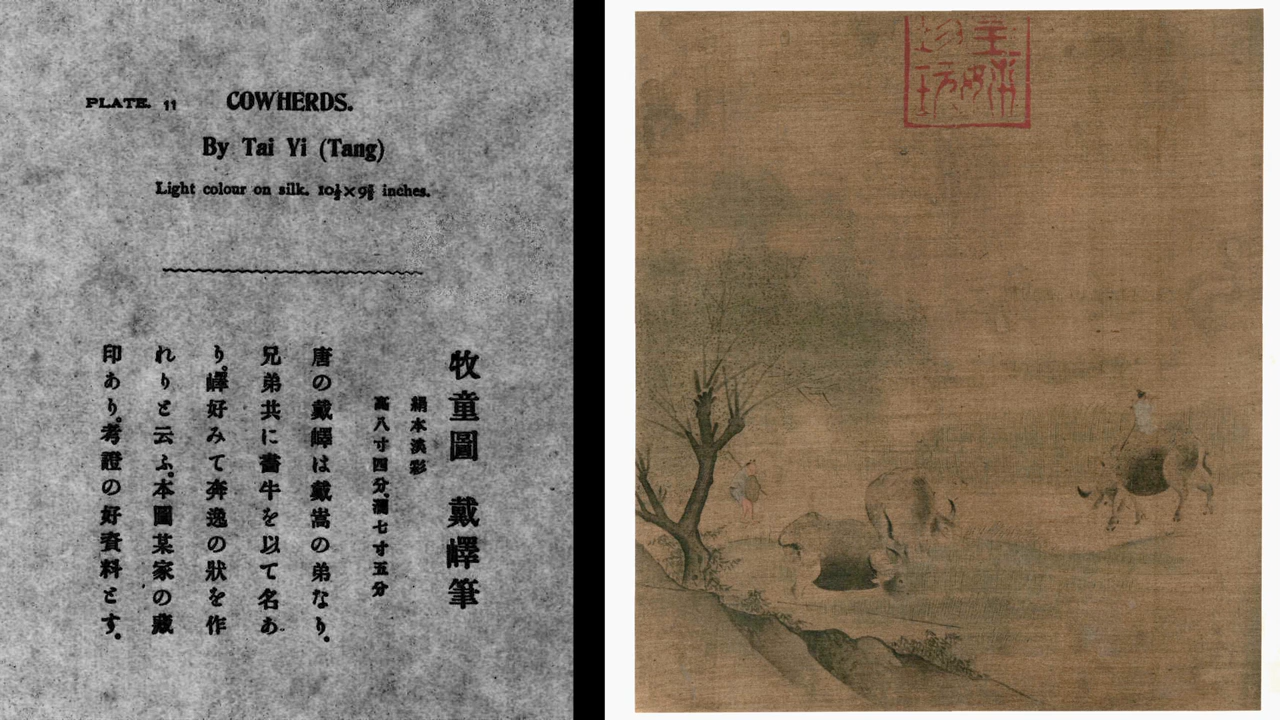 PLATE. 11 COWHERDS.
By Tai Yi (Tang)
Light colour on silk. 10½×9⅜ inches.
牧童圖 戴嶧筆
絹本淡彩
高八寸四分、濶七寸五分
唐の戴嶧は戴嵩の弟なり。
兄弟共に畵牛を以て名あ
り。嶧好みて奔逸の狀を作
れりと云ふ。本圖某家の藏
印あり。考證の好資料とす。